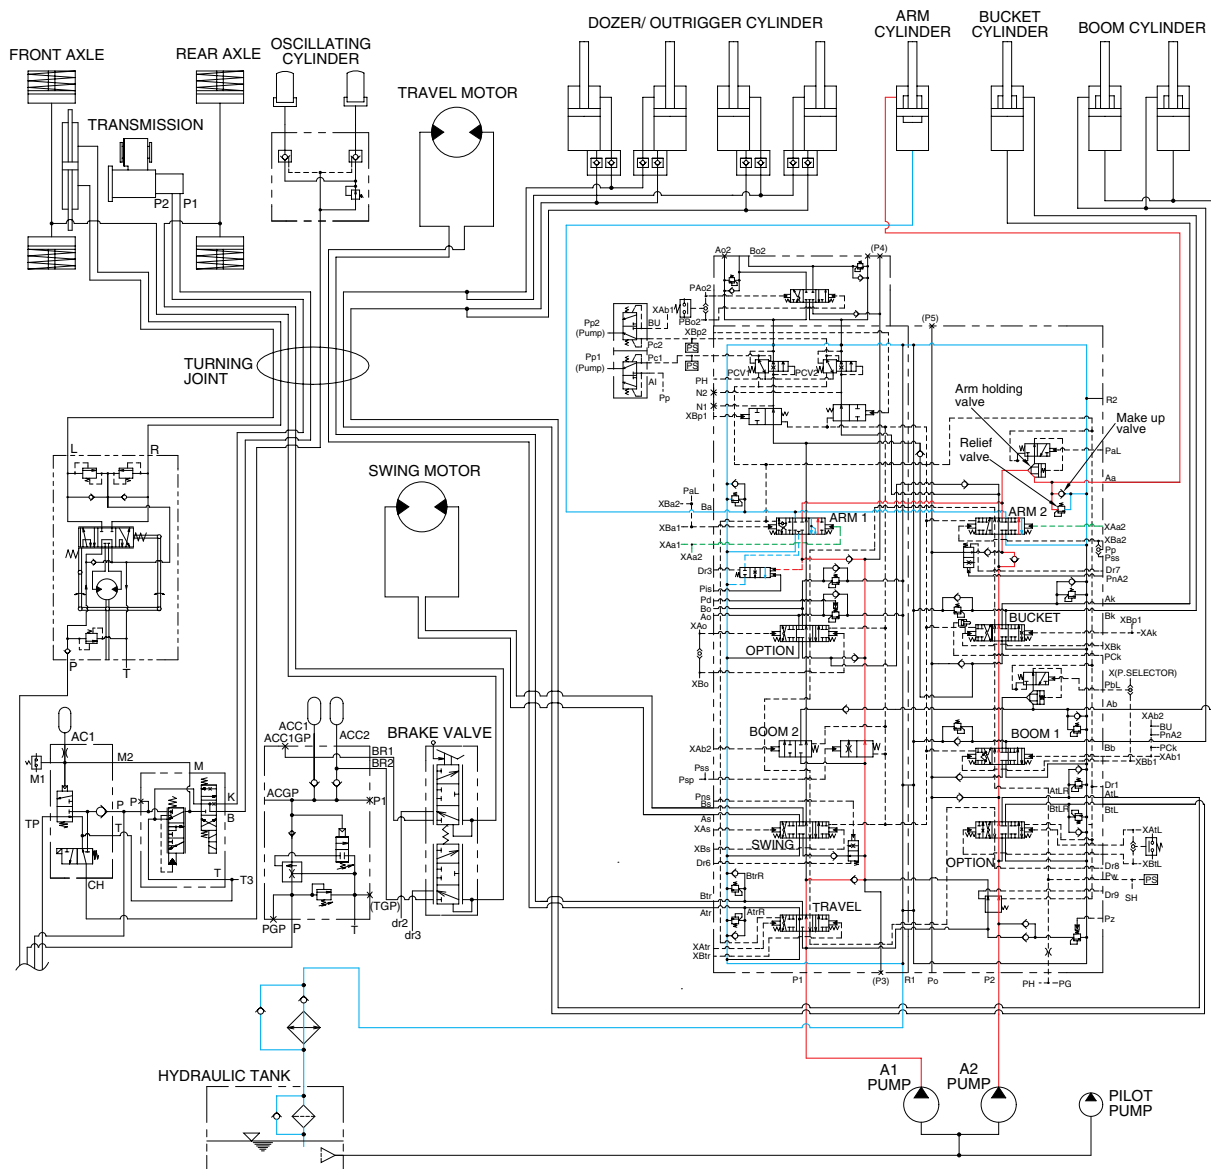 DOZER/ OUTRIGGER CYLINDER
ARM
CYLINDER
BUCKET
CYLINDER
BOOM CYLINDER
FRONT AXLE
REAR AXLE
OSCILLATING
CYLINDER
TRAVEL MOTOR
TRANSMISSION
P2
P1
TURNING
JOINT
L
R
P
T
SWING MOTOR
Ao2
Bo2
(P4)
PAo2
XAb1
PBo2
XBp2
Pp2
(Pump)
BU
Pc2
PS
Pp1
(Pump)
Pc1
PS
AI
Pp
PCV1
PCV2
PH
N2
N1
XBp1
(P5)
Arm holding
valve
Make up
valve
Relief
valve
R2
PaL
Aa
PaL
XBa2
Ba
XBa1
ARM 1
XAa1
XAa2
ARM 2
XAa2
XBa2
Pp
Pss
Dr7
PnA2
Dr3
Pis
Pd
Bo
Ao
XAo
OPTION
XBo
Ak
Bk
BUCKET
XBp1
XAk
XBk
PCk
X(P.SELECTOR)
PbL
Ab
XAb2
BU
PnA2
PCk
XAb1
XBb1
BOOM 1
Bb
BOOM 2
XAb2
Pss
Psp
Pns
Bs
As
XAs
SWING
XBs
Dr6
Dr1
AtLR
AtL
BtLR
BtL
XAtL
OPTION
XBtL
Dr8
Pw
PS
Dr9
SH
Pz
BtrR
Btr
Atr
AtrR
TRAVEL
XAtr
XBtr
P1
(P3)
R1
Po
P2
PH
PG
AC1
M1
M2
M
P
K
B
P
T
TP
CH
T
T3
ACC1
ACC1GP
ACC2
BR1
BR2
BRAKE VALVE
ACGP
P1
(TGP)
PGP
P
T
dr2
dr3
HYDRAULIC TANK
A1
PUMP
A2
PUMP
PILOT
PUMP